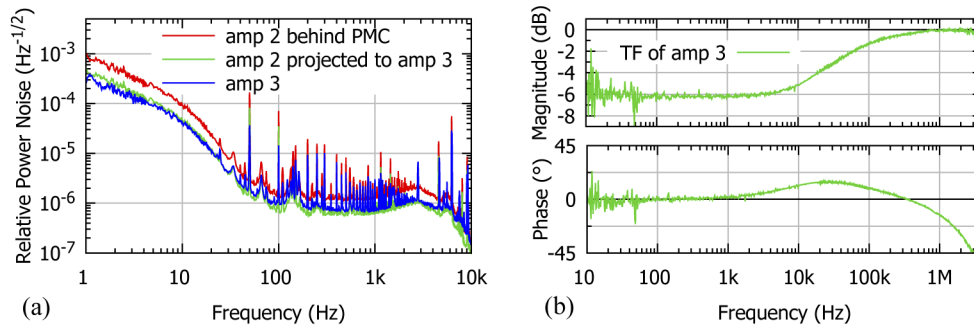 Relative Power Noise (Hz-1/2)
10-3
10-4
10-5
10-6
10-7
amp 2 behind PMC
amp 2 projected to amp 3
amp 3
1 10 100 1k 10k
Frequency (Hz)
(a)
Magnitude (dB)
0
-2
-4
-6
-8
TF of amp 3
Phase (°)
45
0
-45
10 100 1k 10k 100k 1M
Frequency (Hz)
(b)